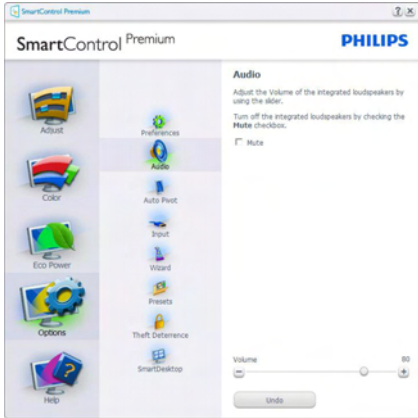 SmartControl Premium
SmartControl Premium
PHILIPS
Adjust
Color
Eco Power
Options
Help
Preferences
Audio
Auto Pivot
Input
Wizard
Presets
Theft Deterrence
SmartDesktop
Audio
Adjust the Volume of the integrated loudspeakers by
using the slider.
Turn off the integrated loudspeakers by checking the
Mute checkbox.
Mute
Volume 80
Undo